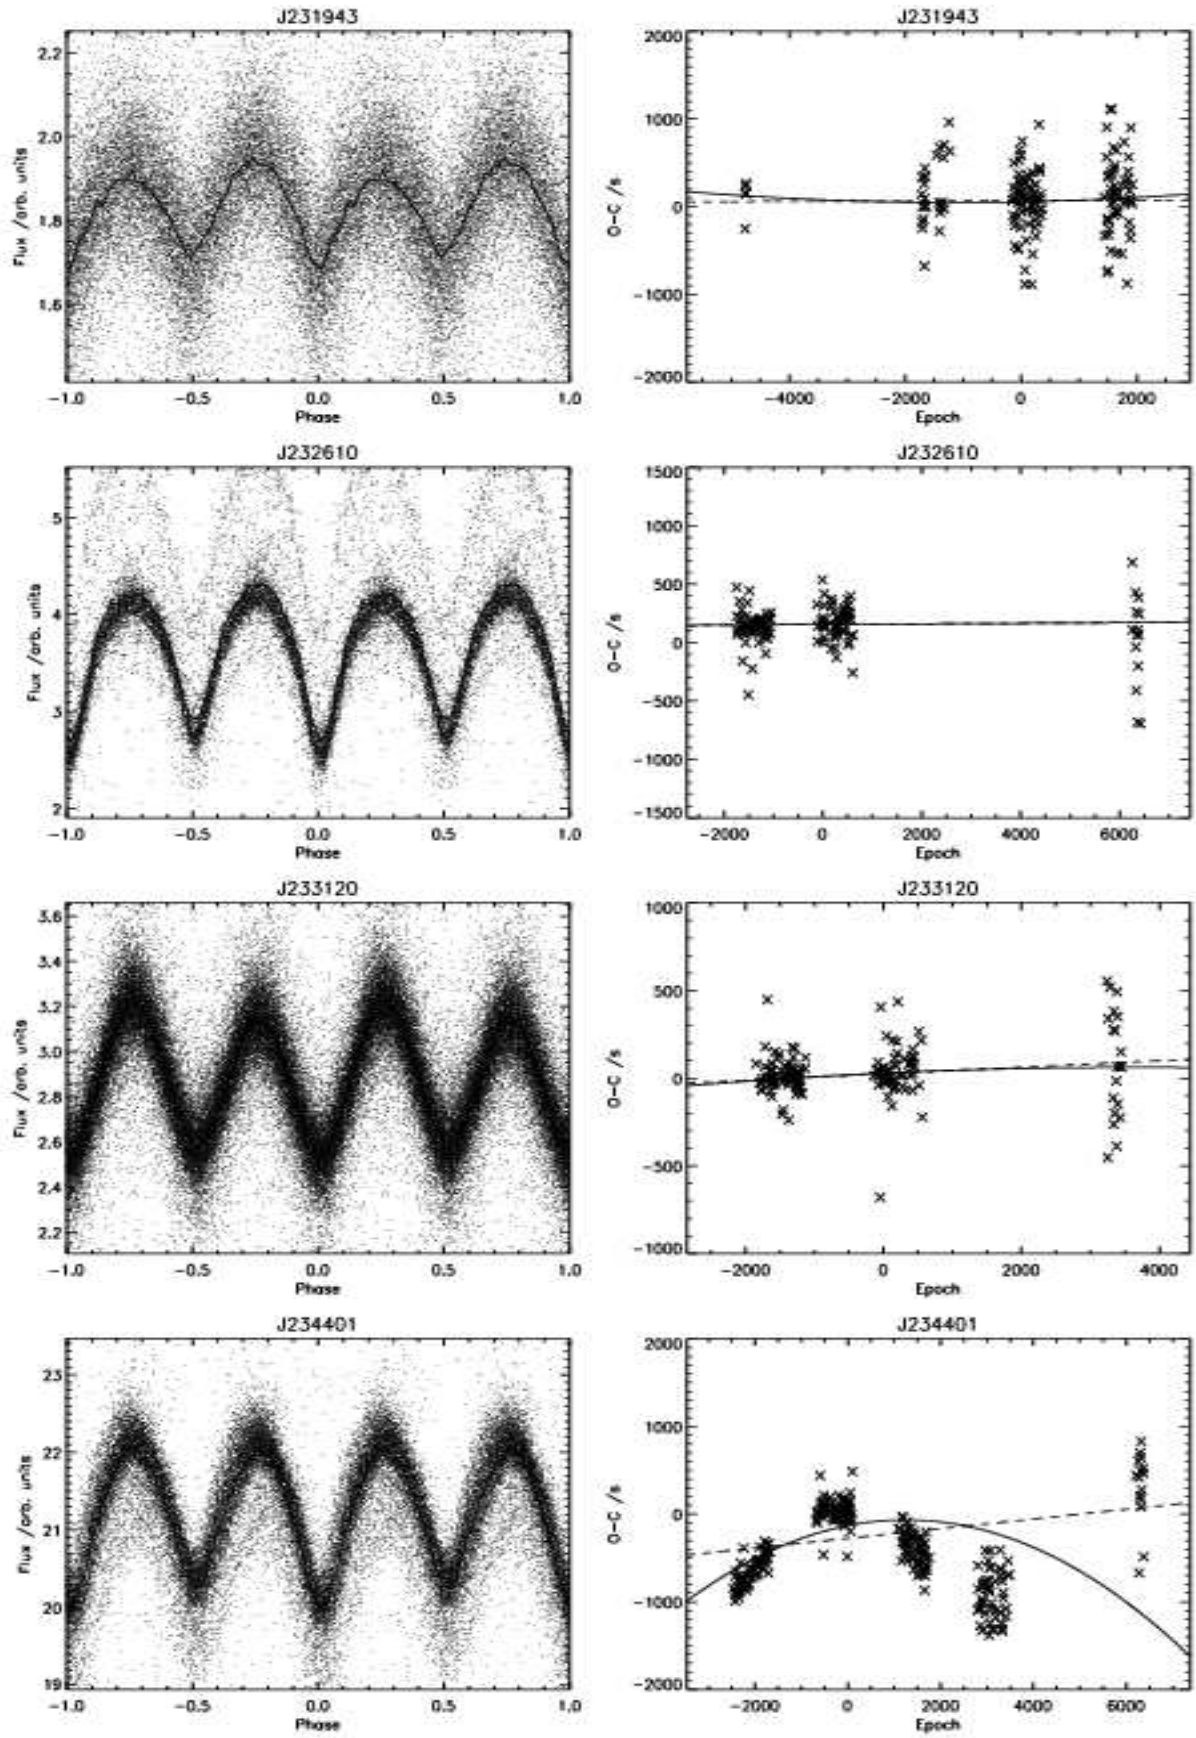 J231943
2.2
2.0
1.8
1.6
Flux /arb. units
-1.0 -0.5 0.0 0.5 1.0
Phase
J231943
2000
1000
0
-1000
-2000
O-C /s
-4000 -2000 0 2000
Epoch
J232610
5
4
3
2
Flux /arb. units
-1.0 -0.5 0.0 0.5 1.0
Phase
J232610
1500
1000
500
0
-500
-1000
-1500
O-C /s
-2000 0 2000 4000 6000
Epoch
J233120
3.6
3.4
3.2
3.0
2.8
2.6
2.4
2.2
Flux /arb. units
-1.0 -0.5 0.0 0.5 1.0
Phase
J233120
1000
500
0
-500
-1000
O-C /s
-2000 0 2000 4000
Epoch
J234401
23
22
21
20
19
Flux /arb. units
-1.0 -0.5 0.0 0.5 1.0
Phase
J234401
2000
1000
0
-1000
-2000
O-C /s
-2000 0 2000 4000 6000
Epoch